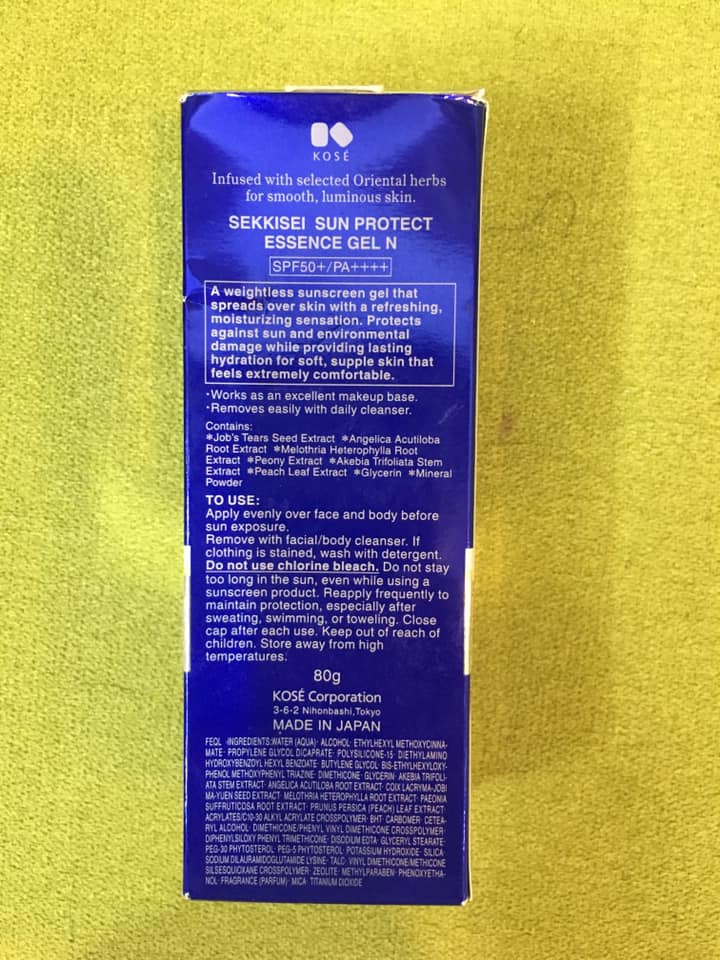 KOSÉ
Infused with selected Oriental herbs
for smooth, luminous skin.
SEKKISEI SUN PROTECT
ESSENCE GEL N
SPF50+/PA++++
A weightless sunscreen gel that
spreads over skin with a refreshing,
moisturizing sensation. Protects
against sun and environmental
damage while providing lasting
hydration for soft, supple skin that
feels extremely comfortable.
・Works as an excellent makeup base.
・Removes easily with daily cleanser.
Contains:
*Job's Tears Seed Extract *Angelica Acutiloba
Root Extract *Melothria Heterophylla Root
Extract *Peony Extract *Akebia Trifoliata Stem
Extract *Peach Leaf Extract *Glycerin *Mineral
Powder
TO USE:
Apply evenly over face and body before
sun exposure.
Remove with facial/body cleanser. If
clothing is stained, wash with detergent.
Do not use chlorine bleach. Do not stay
too long in the sun, even while using a
sunscreen product. Reapply frequently to
maintain protection, especially after
sweating, swimming, or toweling. Close
cap after each use. Keep out of reach of
children. Store away from high
temperatures.
80g
KOSÉ Corporation
3-6-2 Nihonbashi,Tokyo
MADE IN JAPAN
FEOL ·INGREDIENTS:WATER (AQUA)· ALCOHOL· ETHYLHEXYL METHOXYCINNA-
MATE· PROPYLENE GLYCOL DICAPRATE· POLYSILICONE-15· DIETHYLAMINO
HYDROXYBENZOYL HEXYL BENZOATE· BUTYLENE GLYCOL· BIS-ETHYLHEXYLOXY-
PHENOL METHOXYPHENYL TRIAZINE· DIMETHICONE· GLYCERIN· AKEBIA TRIFOLI-
ATA STEM EXTRACT· ANGELICA ACUTILOBA ROOT EXTRACT· COIX LACRYMA-JOBI
MA-YUEN SEED EXTRACT· MELOTHRIA HETEROPHYLLA ROOT EXTRACT· PAEONIA
SUFFRUTICOSA ROOT EXTRACT· PRUNUS PERSICA (PEACH) LEAF EXTRACT·
ACRYLATES/C10-30 ALKYL ACRYLATE CROSSPOLYMER· BHT· CARBOMER· CETEA-
RYL ALCOHOL· DIMETHICONE/PHENYL VINYL DIMETHICONE CROSSPOLYMER·
DIPHENYLSILOXY PHENYL TRIMETHICONE· DISODIUM EDTA· GLYCERYL STEARATE·
PEG-30 PHYTOSTEROL· PEG-5 PHYTOSTEROL· POTASSIUM HYDROXIDE· SILICA·
SODIUM DILAURAMIDOGLUTAMIDE LYSINE· TALC· VINYL DIMETHICONE/METHICONE
SILSESQUIOXANE CROSSPOLYMER· ZEOLITE· METHYLPARABEN· PHENOXYETHA-
NOL· FRAGRANCE (PARFUM)· MICA· TITANIUM DIOXIDE